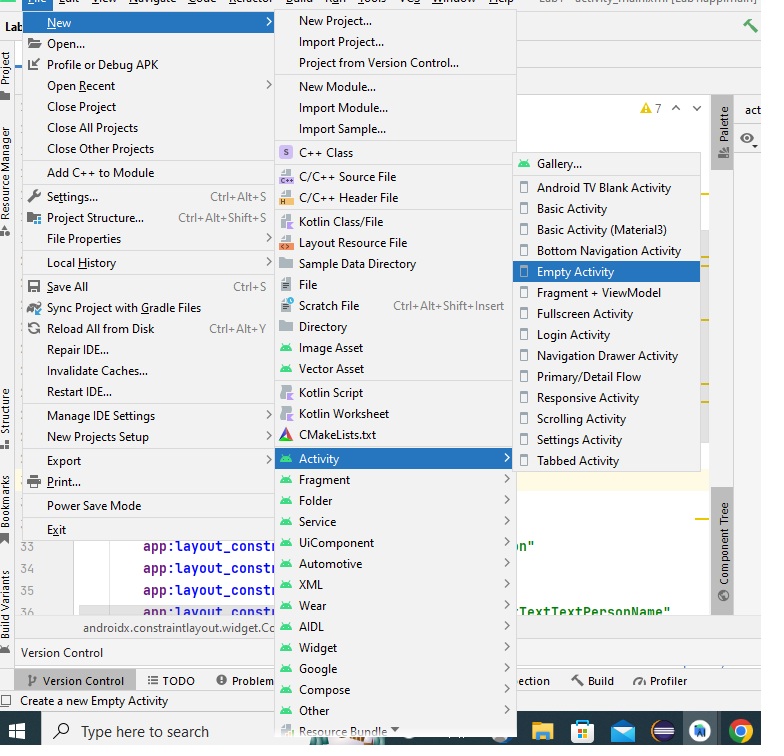 File Edit View Navigate Code Refactor Build Run Tools VCS Window Help
Lab
New
Open...
Profile or Debug APK
Open Recent
Close Project
Close All Projects
Close Other Projects
Add C++ to Module
Settings... Ctrl+Alt+S
Project Structure... Ctrl+Alt+Shift+S
File Properties
Local History
Save All Ctrl+S
Sync Project with Gradle Files
Reload All from Disk Ctrl+Alt+Y
Repair IDE...
Invalidate Caches...
Restart IDE...
Manage IDE Settings
New Projects Setup
Export
Print...
Power Save Mode
Exit
New Project...
Import Project...
Project from Version Control...
New Module...
Import Module...
Import Sample...
S C++ Class
C/C++ Source File
C/C++ Header File
Kotlin Class/File
Layout Resource File
Sample Data Directory
File
Scratch File Ctrl+Alt+Shift+Insert
Directory
Image Asset
Vector Asset
Kotlin Script
Kotlin Worksheet
CMakeLists.txt
Activity
Fragment
Folder
Service
UiComponent
Automotive
XML
Wear
AIDL
Widget
Google
Compose
Other
Resource Bundle
Gallery...
Android TV Blank Activity
Basic Activity
Basic Activity (Material3)
Bottom Navigation Activity
Empty Activity
Fragment + ViewModel
Fullscreen Activity
Login Activity
Navigation Drawer Activity
Primary/Detail Flow
Responsive Activity
Scrolling Activity
Settings Activity
Tabbed Activity
7
act
Palette
Component Tree
Project
Resource Manager
Structure
Bookmarks
Build Variants
33 app:layout_constr on"
34 app:layout_constr
35 app:layout_constr
36 app:layout_constr rTextTextPersonName"
androidx.constraintlayout.widget.Co
Version Control
Version Control TODO Problem ection Build Profiler
Create a new Empty Activity
Type here to search